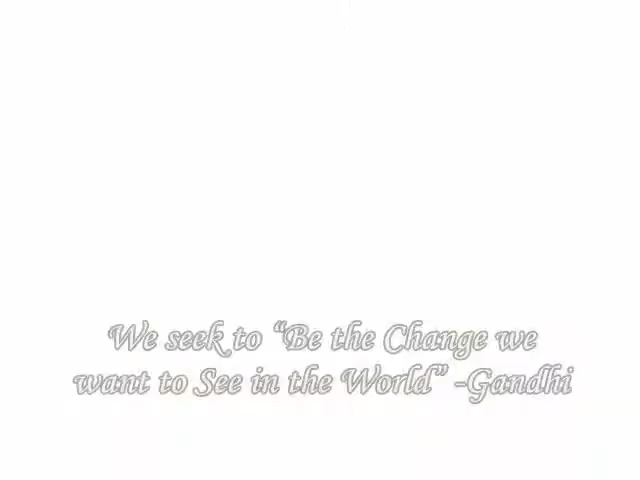 We seek to “Be the Change we
want to See in the World” -Gandhi